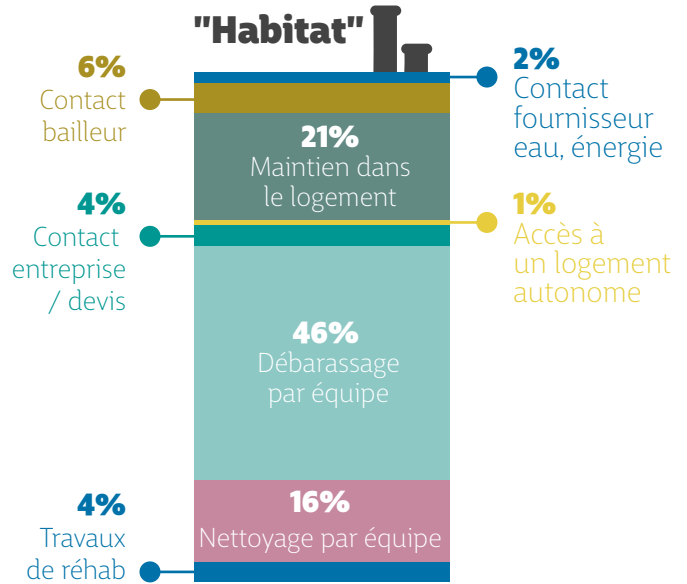 "Habitat"
2%
Contact
fournisseur
eau, énergie
6%
Contact
bailleur
21%
Maintien dans
le logement
1%
Accès à
un logement
autonome
4%
Contact
entreprise
/ devis
46%
Débarassage
par équipe
16%
Nettoyage par équipe
4%
Travaux
de réhab